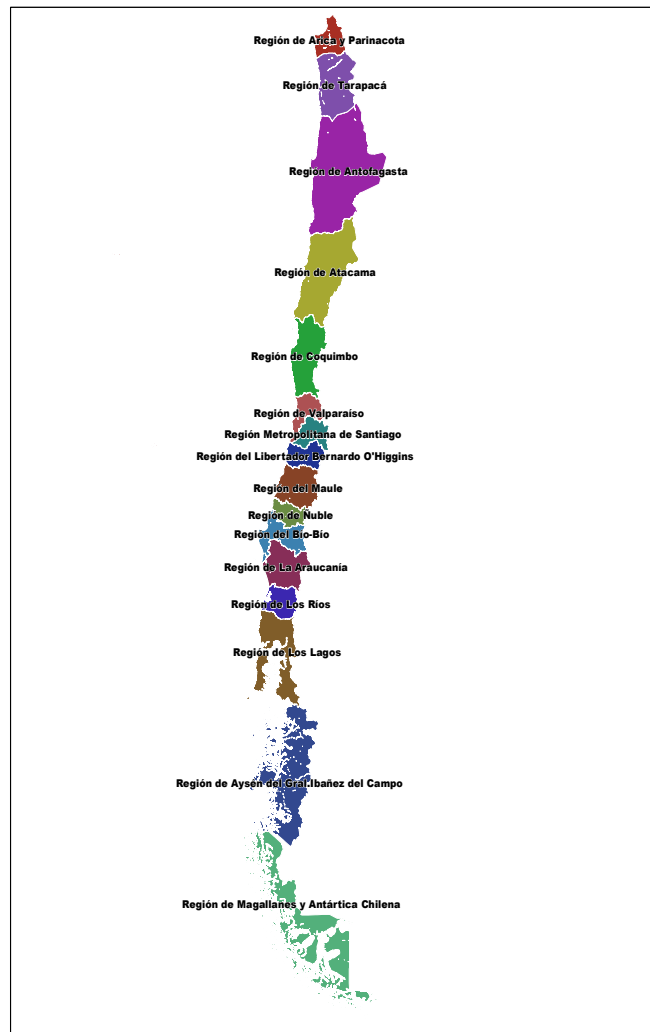 Región de Arica y Parinacota
Región de Tarapacá
Región de Antofagasta
Región de Atacama
Región de Coquimbo
Región de Valparaíso
Región Metropolitana de Santiago
Región del Libertador Bernardo O'Higgins
Región del Maule
Región de Ñuble
Región del Bío-Bío
Región de La Araucanía
Región de Los Ríos
Región de Los Lagos
Región de Aysén del Gral.Ibañez del Campo
Región de Magallanes y Antártica Chilena